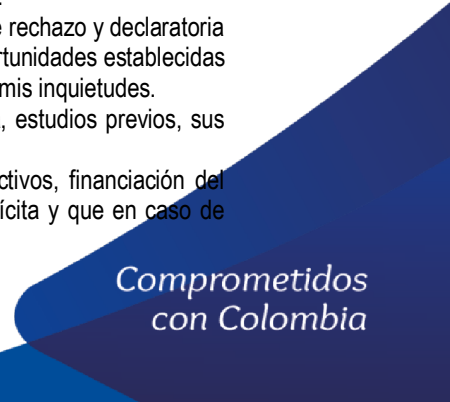 e rechazo y declaratoria
rtunidades establecidas
mis inquietudes.
, estudios previos, sus
ctivos, financiación del
ícita y que en caso de
Comprometidos
con Colombia